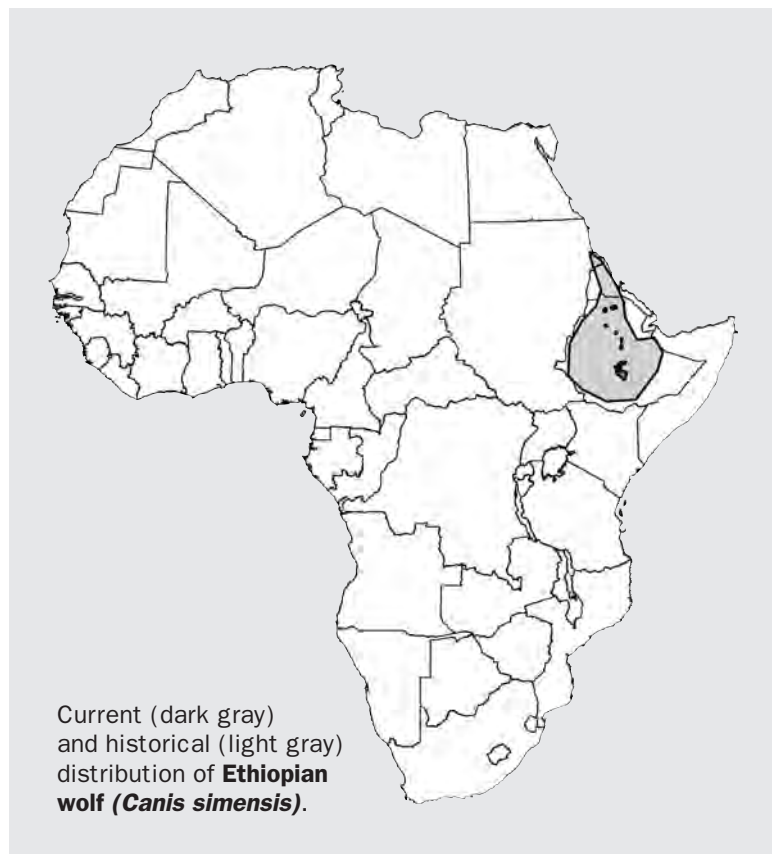 Current (dark gray)
and historical (light gray)
distribution of Ethiopian
wolf (Canis simensis).